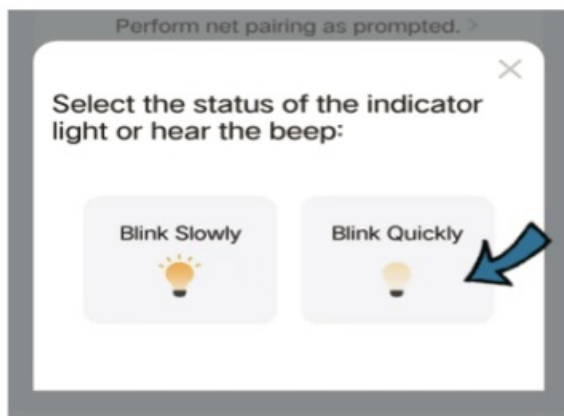 Perform net pairing as prompted. >
Select the status of the indicator
light or hear the beep:
Blink Slowly
Blink Quickly